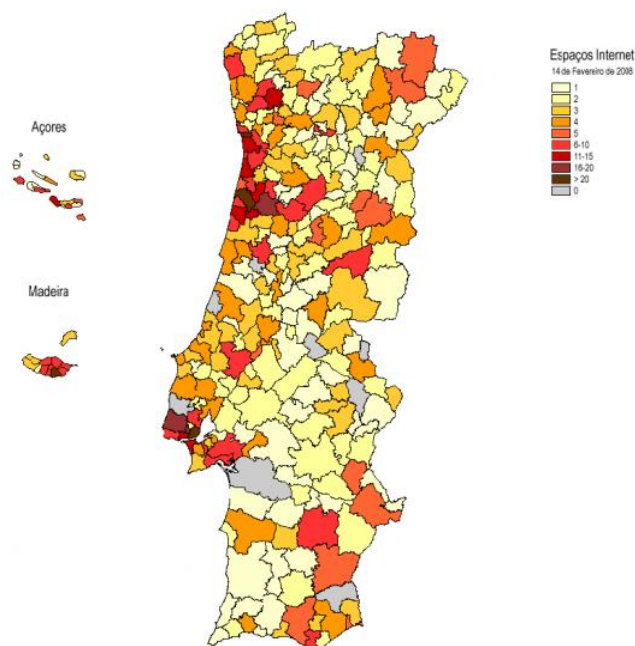 Espaços Internet
14 de Fevereiro de 2008
1
2
3
4
5
6-10
11-15
16-20
> 20
0
Açores
Madeira